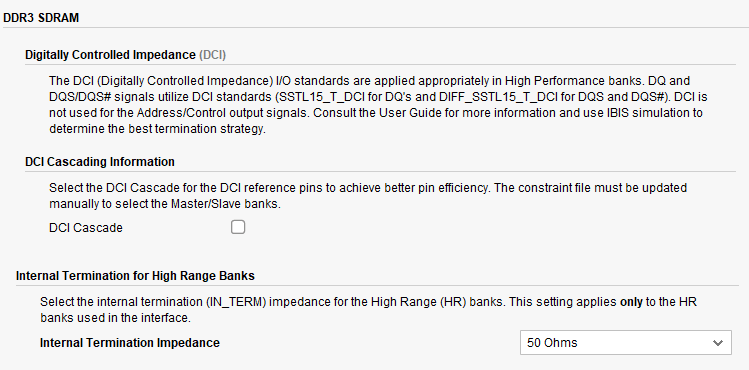 DDR3 SDRAM
Digitally Controlled Impedance (DCI)
The DCI (Digitally Controlled Impedance) I/O standards are applied appropriately in High Performance banks. DQ and
DQS/DQS# signals utilize DCI standards (SSTL15_T_DCI for DQ's and DIFF_SSTL15_T_DCI for DQS and DQS#). DCI is
not used for the Address/Control output signals. Consult the User Guide for more information and use IBIS simulation to
determine the best termination strategy.
DCI Cascading Information
Select the DCI Cascade for the DCI reference pins to achieve better pin efficiency. The constraint file must be updated
manually to select the Master/Slave banks.
DCI Cascade
Internal Termination for High Range Banks
Select the internal termination (IN_TERM) impedance for the High Range (HR) banks. This setting applies only to the HR
banks used in the interface.
Internal Termination Impedance 50 Ohms